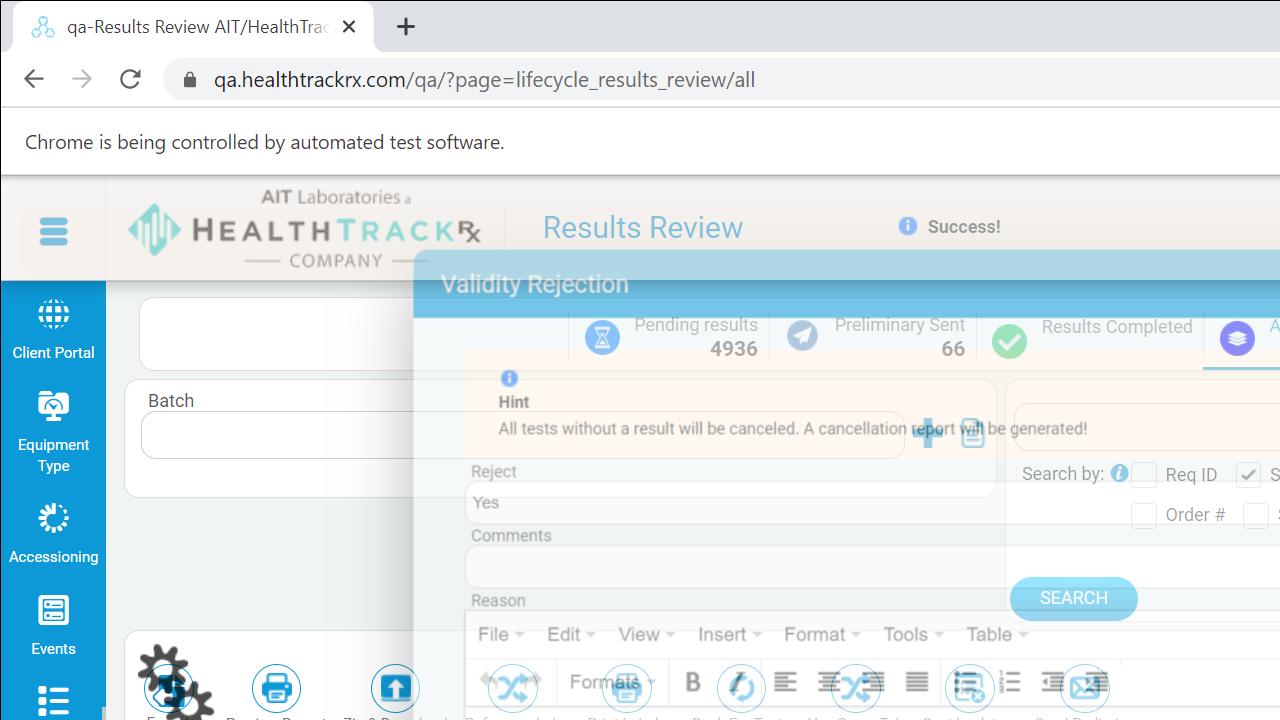 qa-Results Review AIT/HealthTrac
qa.healthtrackrx.com/qa/?page=lifecycle_results_review/all
Chrome is being controlled by automated test software.
AIT Laboratories a
HEALTHTRACKRx
COMPANY
Results Review
Success!
Validity Rejection
Client Portal
Pending results
4936
Preliminary Sent
66
Results Completed
A
Batch
Hint
All tests without a result will be canceled. A cancellation report will be generated!
Equipment
Type
Reject
Yes
Search by:
Req ID
S
Order #
S
Comments
Accessioning
Reason
SEARCH
File Edit View Insert Format Tools Table
Events
Formats B